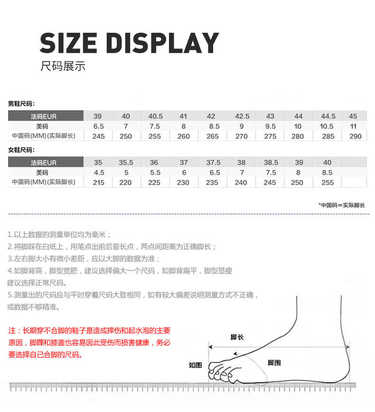 SIZE DISPLAY
尺码展示
男鞋尺码:
法码EUR 39 40 40.5 41 42 42.5 43 44 44.5 45
美码 6.5 7 7.5 8 8.5 9 9.5 10 10.5 11
中国码(MM)(实际脚长) 245 250 255 260 265 270 275 280 285 290
女鞋尺码:
法码EUR 35 35.5 36 37 37.5 38 38.5 39 40
美码 4.5 5 5.5 6 6.5 7 7.5 8 8.5
中国码(MM)(实际脚长) 215 220 225 230 235 240 245 250 255
*中国码＝实际脚长
1.以上数据的测量单位均为毫米；
2.将脚踩在白纸上，用笔点出前后最长点，两点间距离为正确脚长；
3.左右脚大小有微小差距，应以大脚的数据为准；
4.如脚背高，脚型宽肥，建议选择偏大一个尺码，如脚背扁平，脚型瘦瘦
建议选择正常尺码。
5.测量出的尺码应与平时穿着尺码大致相同，如有较大偏差说明测量方式不正确，
或数据不够精准。
注：长期穿不合脚的鞋子是造成挫伤和起水泡的主要
原因，脚踝和膝盖也容易因此受伤而损害健康，务必
要选择自己合脚的尺码。
脚长
如图
脚围